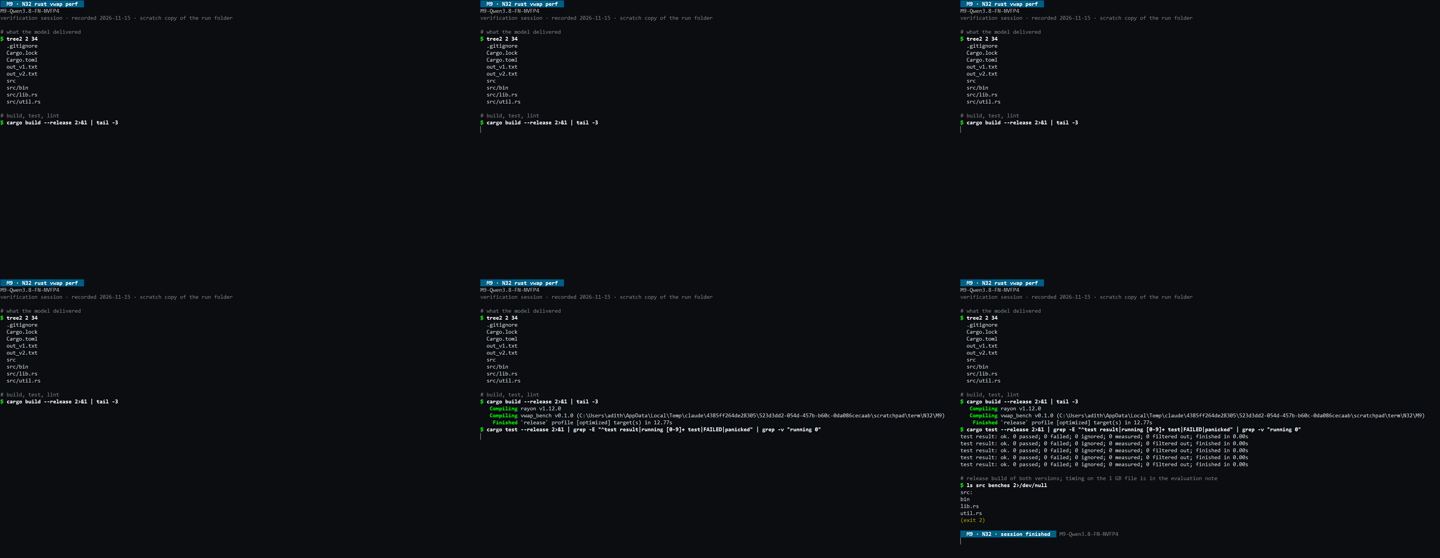 M9 · N32 rust vwap perf
M9-Qwen3.8-FN-NVFP4
verification session · recorded 2026-11-15 · scratch copy of the run folder
# what the model delivered
$ tree2 2 34
.gitignore
Cargo.lock
Cargo.toml
out_v1.txt
out_v2.txt
src
src/bin
src/lib.rs
src/util.rs
# build, test, lint
$ cargo build --release 2>&1 | tail -3
M9 · N32 rust vwap perf
M9-Qwen3.8-FN-NVFP4
verification session · recorded 2026-11-15 · scratch copy of the run folder
# what the model delivered
$ tree2 2 34
.gitignore
Cargo.lock
Cargo.toml
out_v1.txt
out_v2.txt
src
src/bin
src/lib.rs
src/util.rs
# build, test, lint
$ cargo build --release 2>&1 | tail -3
M9 · N32 rust vwap perf
M9-Qwen3.8-FN-NVFP4
verification session · recorded 2026-11-15 · scratch copy of the run folder
# what the model delivered
$ tree2 2 34
.gitignore
Cargo.lock
Cargo.toml
out_v1.txt
out_v2.txt
src
src/bin
src/lib.rs
src/util.rs
# build, test, lint
$ cargo build --release 2>&1 | tail -3
M9 · N32 rust vwap perf
M9-Qwen3.8-FN-NVFP4
verification session · recorded 2026-11-15 · scratch copy of the run folder
# what the model delivered
$ tree2 2 34
.gitignore
Cargo.lock
Cargo.toml
out_v1.txt
out_v2.txt
src
src/bin
src/lib.rs
src/util.rs
# build, test, lint
$ cargo build --release 2>&1 | tail -3
M9 · N32 rust vwap perf
M9-Qwen3.8-FN-NVFP4
verification session · recorded 2026-11-15 · scratch copy of the run folder
# what the model delivered
$ tree2 2 34
.gitignore
Cargo.lock
Cargo.toml
out_v1.txt
out_v2.txt
src
src/bin
src/lib.rs
src/util.rs
# build, test, lint
$ cargo build --release 2>&1 | tail -3
Compiling rayon v1.12.0
Compiling vwap_bench v0.1.0 (C:\Users\adith\AppData\Local\Temp\claude\4385ff264de28305\523d3dd2-054d-457b-b60c-0da086cecaab\scratchpad\term\N32\M9)
Finished `release` profile [optimized] target(s) in 12.77s
$ cargo test --release 2>&1 | grep -E "^test result|running [0-9]+ test|FAILED|panicked" | grep -v "running 0"
M9 · N32 rust vwap perf
M9-Qwen3.8-FN-NVFP4
verification session · recorded 2026-11-15 · scratch copy of the run folder
# what the model delivered
$ tree2 2 34
.gitignore
Cargo.lock
Cargo.toml
out_v1.txt
out_v2.txt
src
src/bin
src/lib.rs
src/util.rs
# build, test, lint
$ cargo build --release 2>&1 | tail -3
Compiling rayon v1.12.0
Compiling vwap_bench v0.1.0 (C:\Users\adith\AppData\Local\Temp\claude\4385ff264de28305\523d3dd2-054d-457b-b60c-0da086cecaab\scratchpad\term\N32\M9)
Finished `release` profile [optimized] target(s) in 12.77s
$ cargo test --release 2>&1 | grep -E "^test result|running [0-9]+ test|FAILED|panicked" | grep -v "running 0"
test result: ok. 0 passed; 0 failed; 0 ignored; 0 measured; 0 filtered out; finished in 0.00s
test result: ok. 0 passed; 0 failed; 0 ignored; 0 measured; 0 filtered out; finished in 0.00s
test result: ok. 0 passed; 0 failed; 0 ignored; 0 measured; 0 filtered out; finished in 0.00s
test result: ok. 0 passed; 0 failed; 0 ignored; 0 measured; 0 filtered out; finished in 0.00s
test result: ok. 0 passed; 0 failed; 0 ignored; 0 measured; 0 filtered out; finished in 0.00s
# release build of both versions; timing on the 1 GB file is in the evaluation note
$ ls src benches 2>/dev/null
src:
bin
lib.rs
util.rs
(exit 2)
M9 · N32 · session finished M9-Qwen3.8-FN-NVFP4